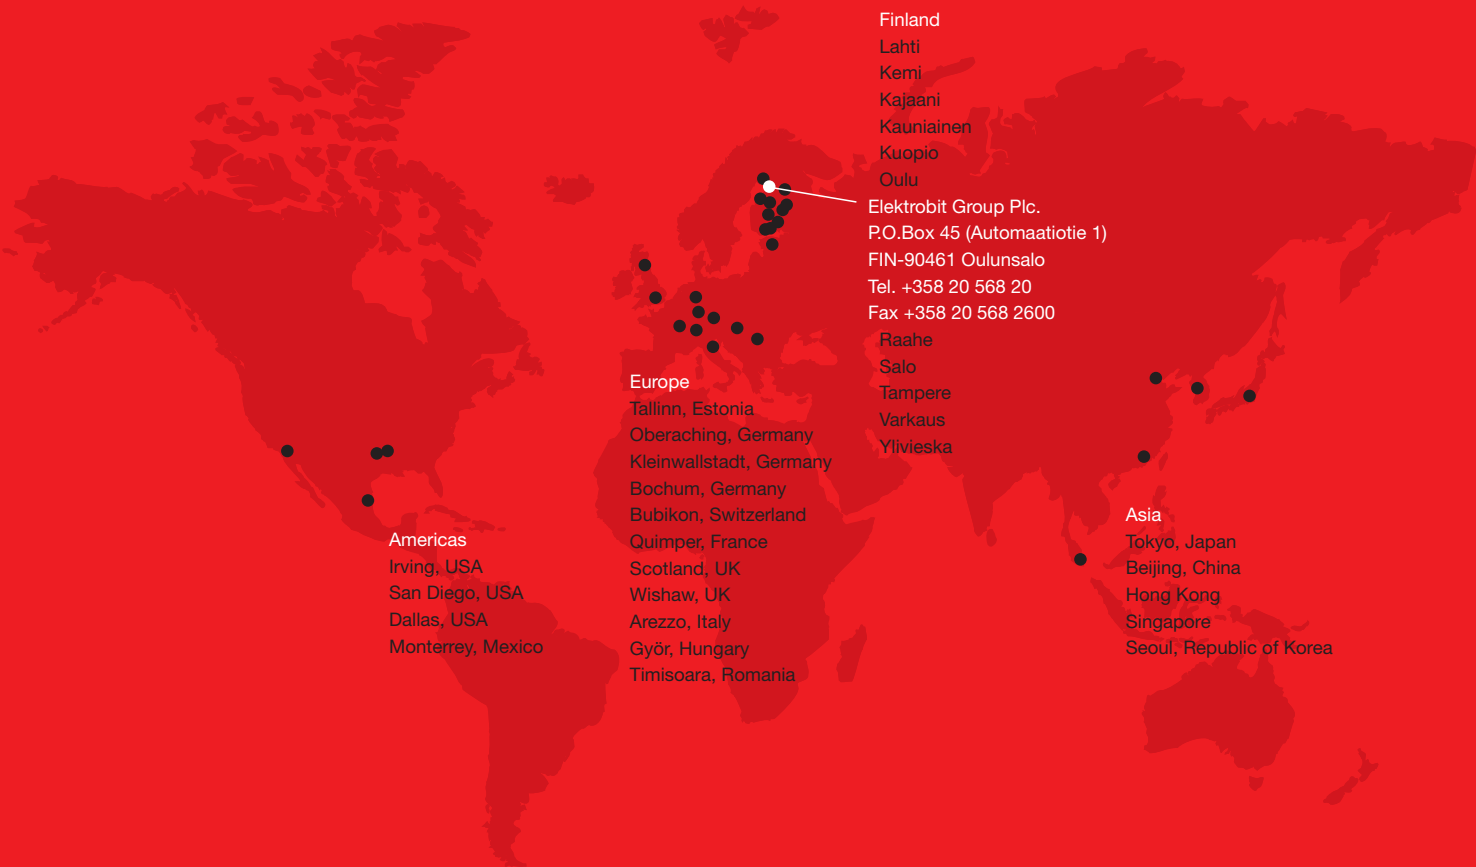 Finland
Lahti
Kemi
Kajaani
Kauniainen
Kuopio
Oulu
Elektrobit Group Plc.
P.O.Box 45 (Automaatiotie 1)
FIN-90461 Oulunsalo
Tel. +358 20 568 20
Fax +358 20 568 2600
Raahe
Salo
Tampere
Varkaus
Ylivieska
Europe
Tallinn, Estonia
Oberaching, Germany
Kleinwallstadt, Germany
Bochum, Germany
Bubikon, Switzerland
Quimper, France
Scotland, UK
Wishaw, UK
Arezzo, Italy
Györ, Hungary
Timisoara, Romania
Americas
Irving, USA
San Diego, USA
Dallas, USA
Monterrey, Mexico
Asia
Tokyo, Japan
Beijing, China
Hong Kong
Singapore
Seoul, Republic of Korea